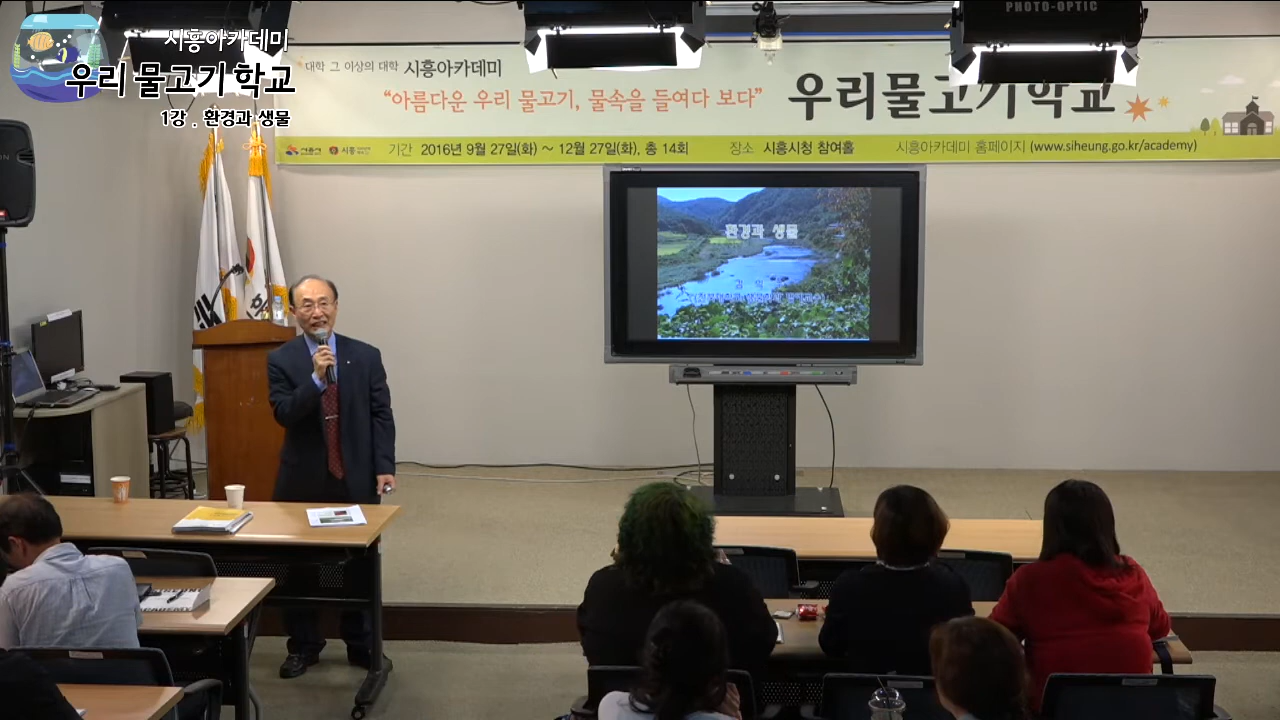 시흥아카데미
우리 물고기 학교
1강 . 환경과 생물
PHOTO-OPTIC
대학 그 이상의 대학 시흥아카데미
“아름다운 우리 물고기, 물속을 들여다 보다”
우리물고기학교
시흥시 시흥
기간 2016년 9월 27일(화) ~ 12월 27일(화), 총 14회 장소 시흥시청 참여홀 시흥아카데미 홈페이지 (www.siheung.go.kr/academy)
환경과 생물